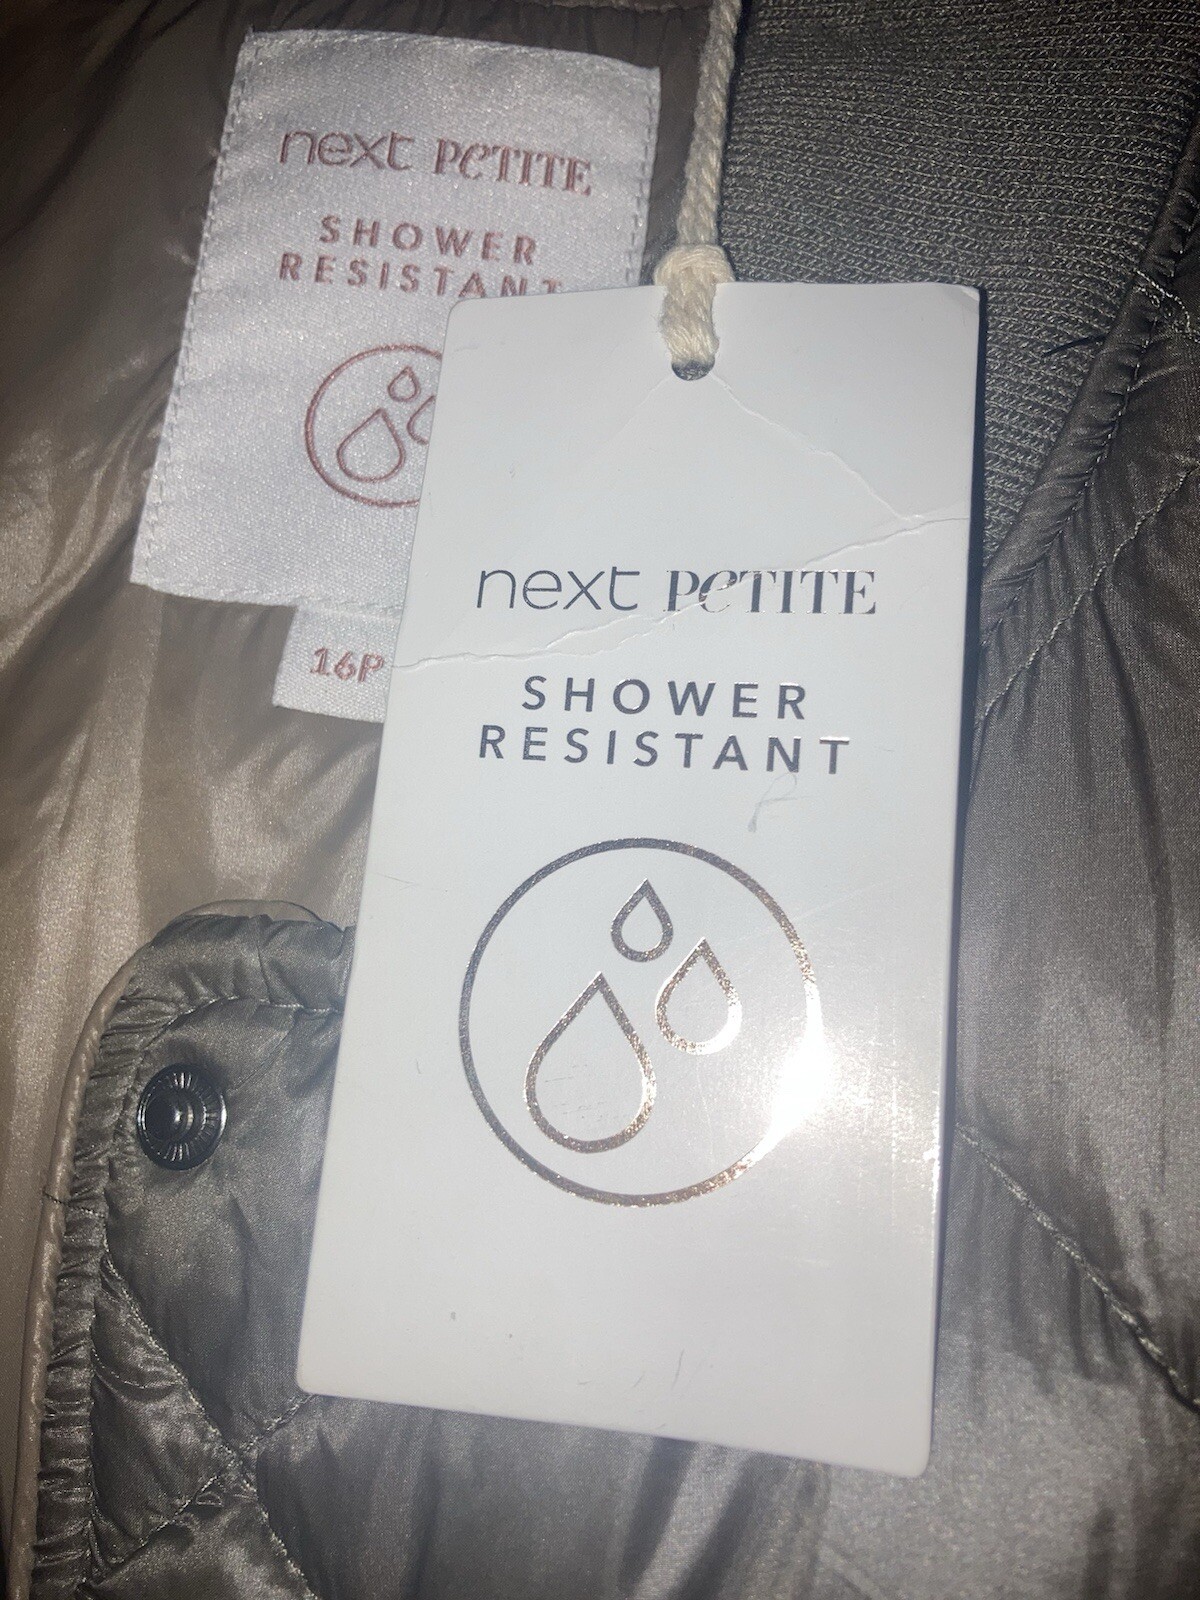 next PeTITE
SHOWER
RESISTANT
16P
next PeTITE
SHOWER
RESISTANT